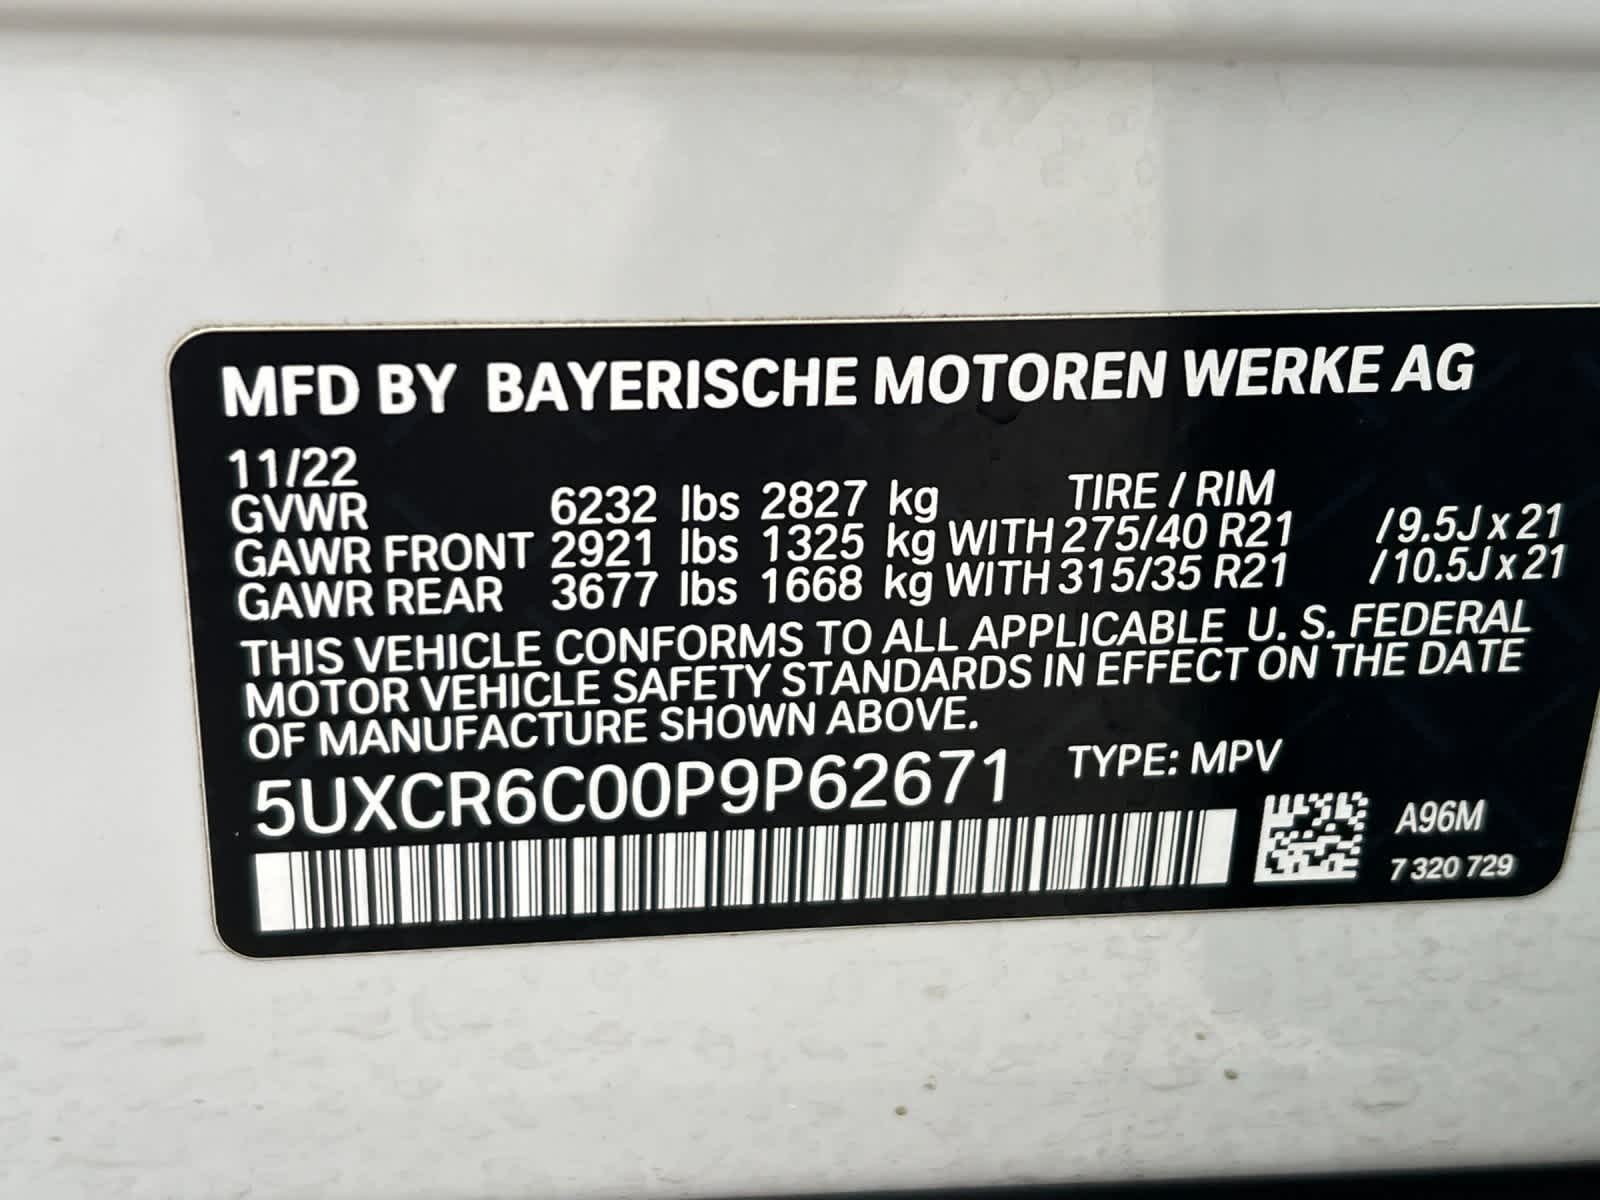 MFD BY BAYERISCHE MOTOREN WERKE AG
11/22
GVWR 6232 lbs 2827 kg TIRE / RIM
GAWR FRONT 2921 lbs 1325 kg WITH 275/40 R21 /9.5J x 21
GAWR REAR 3677 lbs 1668 kg WITH 315/35 R21 /10.5J x 21
THIS VEHICLE CONFORMS TO ALL APPLICABLE U. S. FEDERAL
MOTOR VEHICLE SAFETY STANDARDS IN EFFECT ON THE DATE
OF MANUFACTURE SHOWN ABOVE.
5UXCR6C00P9P62671 TYPE: MPV
A96M
7 320 729